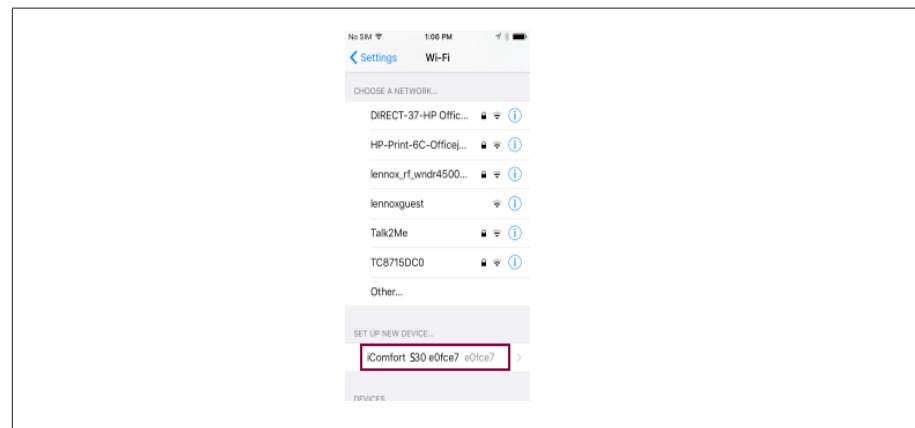 No SIM 1:06 PM
Settings Wi-Fi
CHOOSE A NETWORK...
DIRECT-37-HP Offic...
HP-Print-6C-Officej...
lennox_rf_wndr4500...
lennoxguest
Talk2Me
TC8715DC0
Other...
SET UP NEW DEVICE...
iComfort S30 e0fce7 e0fce7
DEVICES